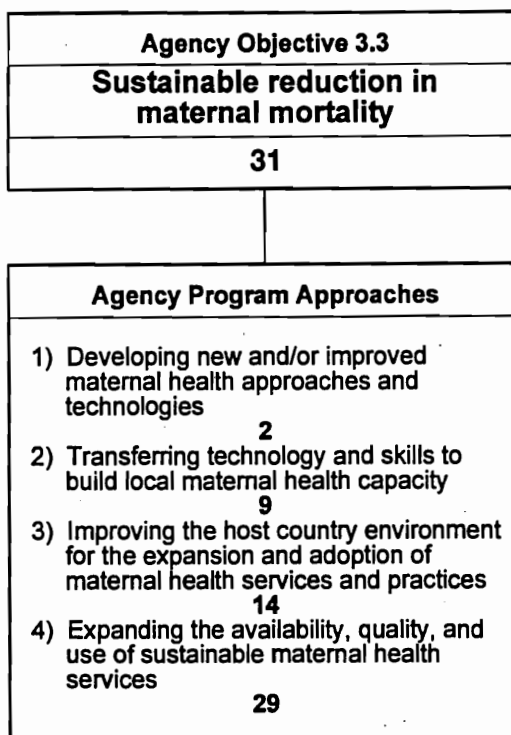 Agency Objective 3.3
Sustainable reduction in
maternal mortality
31
Agency Program Approaches
1) Developing new and/or improved
maternal health approaches and
technologies
2
2) Transferring technology and skills to
build local maternal health capacity
9
3) Improving the host country environment
for the expansion and adoption of
maternal health services and practices
14
4) Expanding the availability, quality, and
use of sustainable maternal health
services
29